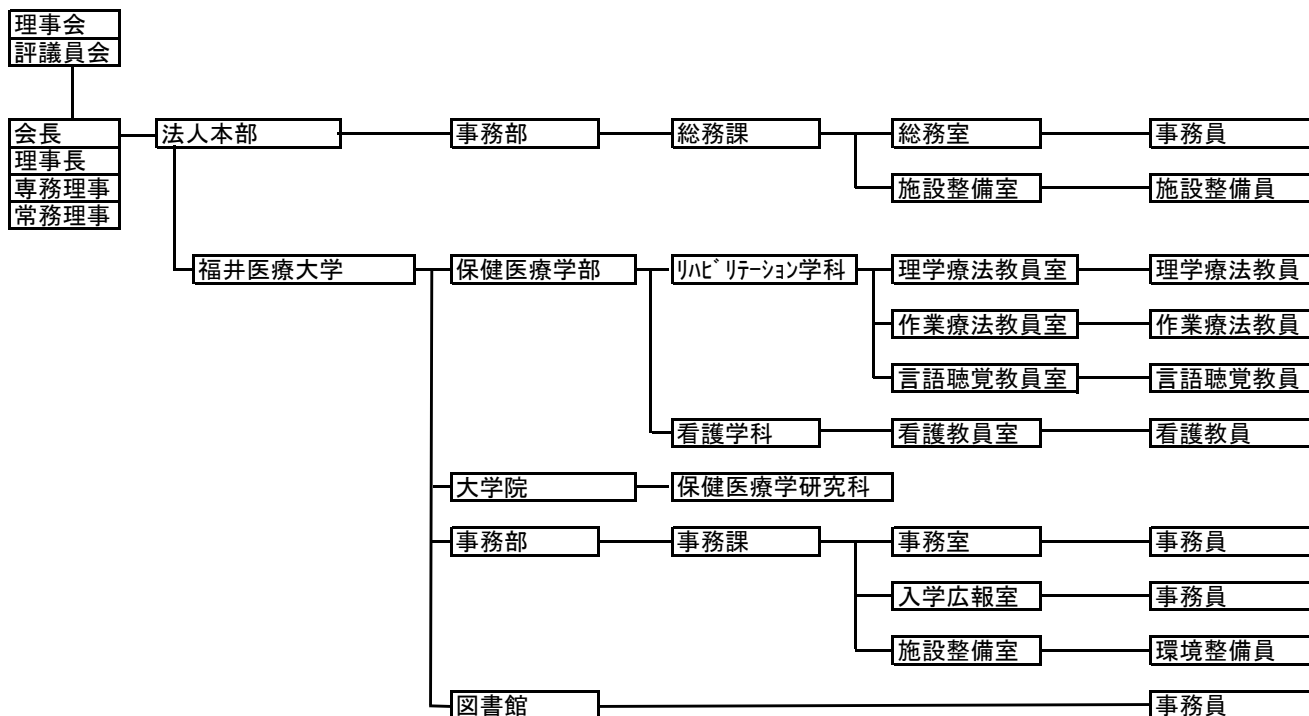 理事会
評議員会
会長 法人本部 事務部 総務課 総務室 事務員
理事長
専務理事 施設整備室 施設整備員
常務理事
福井医療大学 保健医療学部 ﾘﾊﾋﾞﾘﾃｰｼｮﾝ学科 理学療法教員室 理学療法教員
作業療法教員室 作業療法教員
言語聴覚教員室 言語聴覚教員
看護学科 看護教員室 看護教員
大学院 保健医療学研究科
事務部 事務課 事務室 事務員
入学広報室 事務員
施設整備室 環境整備員
図書館 事務員